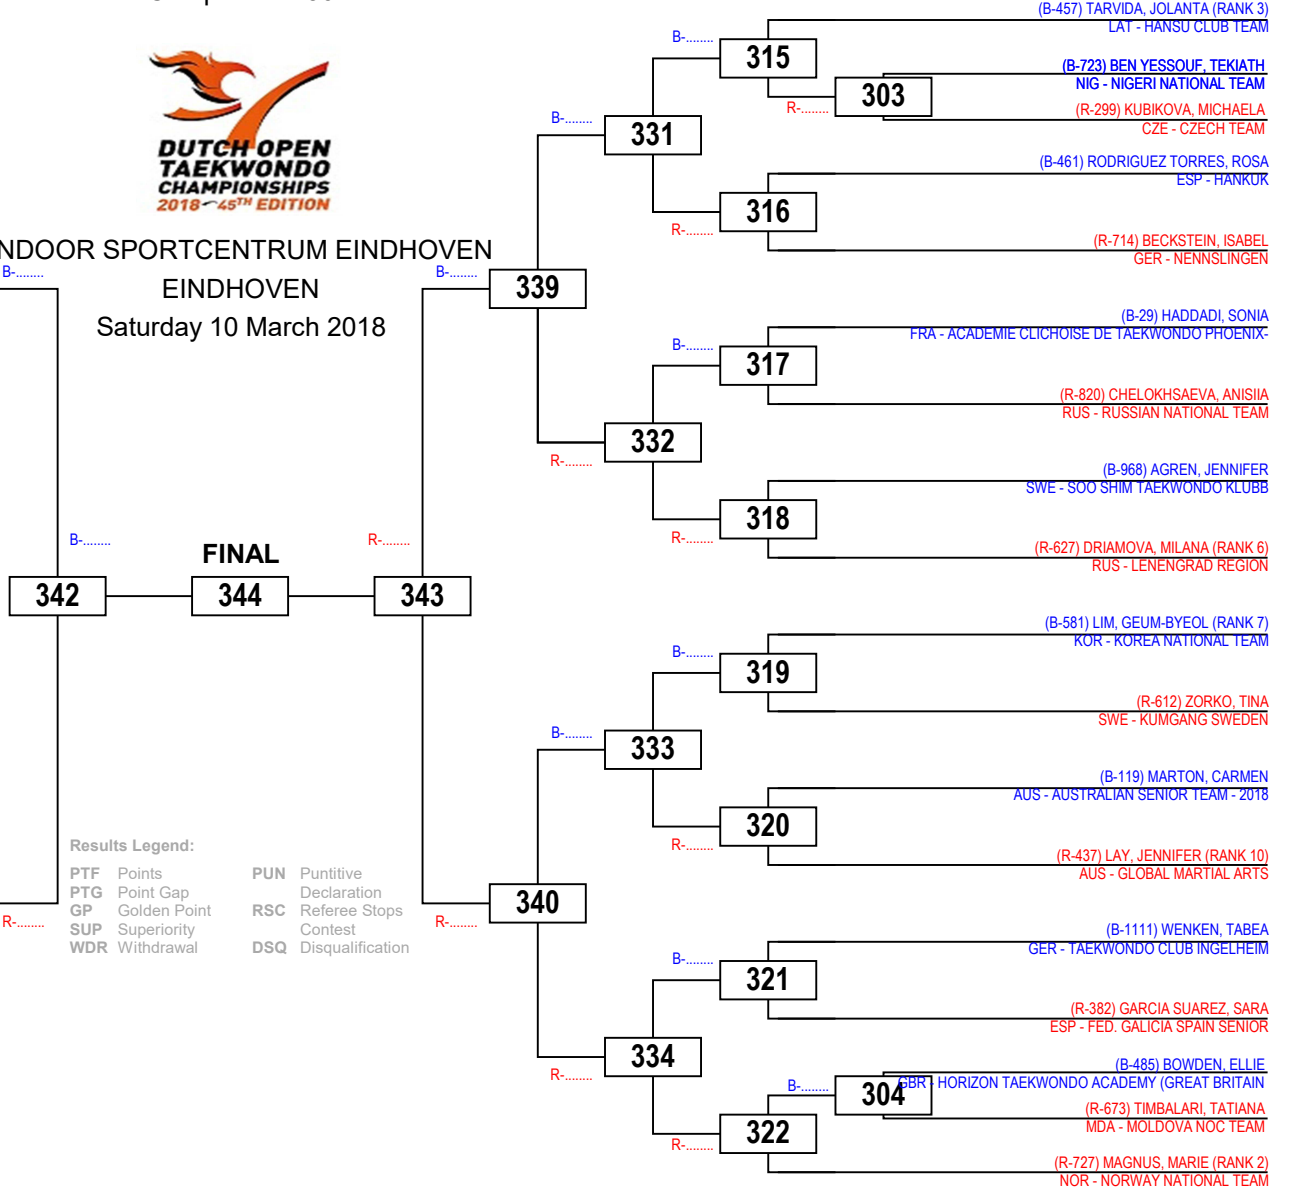 (B-457) TARVIDA, JOLANTA (RANK 3)
LAT - HANSU CLUB TEAM
B-........
315
(B-723) BEN YESSOUF, TEKIATH
NIG - NIGERI NATIONAL TEAM
303
R-........
(R-299) KUBIKOVA, MICHAELA
CZE - CZECH TEAM
B-........
331
DUTCH OPEN
TAEKWONDO
CHAMPIONSHIPS
2018 - 45TH EDITION
(B-461) RODRIGUEZ TORRES, ROSA
ESP - HANKUK
316
R-........
(R-714) BECKSTEIN, ISABEL
GER - NENNSLINGEN
NDOOR SPORTCENTRUM EINDHOVEN
B-........
B-........
EINDHOVEN
339
Saturday 10 March 2018
(B-29) HADDADI, SONIA
FRA - ACADEMIE CLICHOISE DE TAEKWONDO PHOENIX-
B-........
317
(R-820) CHELOKHSAEVA, ANISIIA
RUS - RUSSIAN NATIONAL TEAM
332
R-........
(B-968) AGREN, JENNIFER
SWE - SOO SHIM TAEKWONDO KLUBB
318
R-........
(R-627) DRIAMOVA, MILANA (RANK 6)
RUS - LENENGRAD REGION
B-........
FINAL
R-........
342
344
343
(B-581) LIM, GEUM-BYEOL (RANK 7)
KOR - KOREA NATIONAL TEAM
B-........
319
(R-612) ZORKO, TINA
SWE - KUMGANG SWEDEN
B-........
333
(B-119) MARTON, CARMEN
AUS - AUSTRALIAN SENIOR TEAM - 2018
320
R-........
(R-437) LAY, JENNIFER (RANK 10)
AUS - GLOBAL MARTIAL ARTS
Results Legend:
PTF Points
PTG Point Gap
GP Golden Point
SUP Superiority
WDR Withdrawal
PUN Puntitive
Declaration
RSC Referee Stops
Contest
DSQ Disqualification
R-........
R-........
340
(B-1111) WENKEN, TABEA
GER - TAEKWONDO CLUB INGELHEIM
B-........
321
(R-382) GARCIA SUAREZ, SARA
ESP - FED. GALICIA SPAIN SENIOR
334
R-........
(B-485) BOWDEN, ELLIE
GBR - HORIZON TAEKWONDO ACADEMY (GREAT BRITAIN
B-........
304
(R-673) TIMBALARI, TATIANA
MDA - MOLDOVA NOC TEAM
322
R-........
(R-727) MAGNUS, MARIE (RANK 2)
NOR - NORWAY NATIONAL TEAM